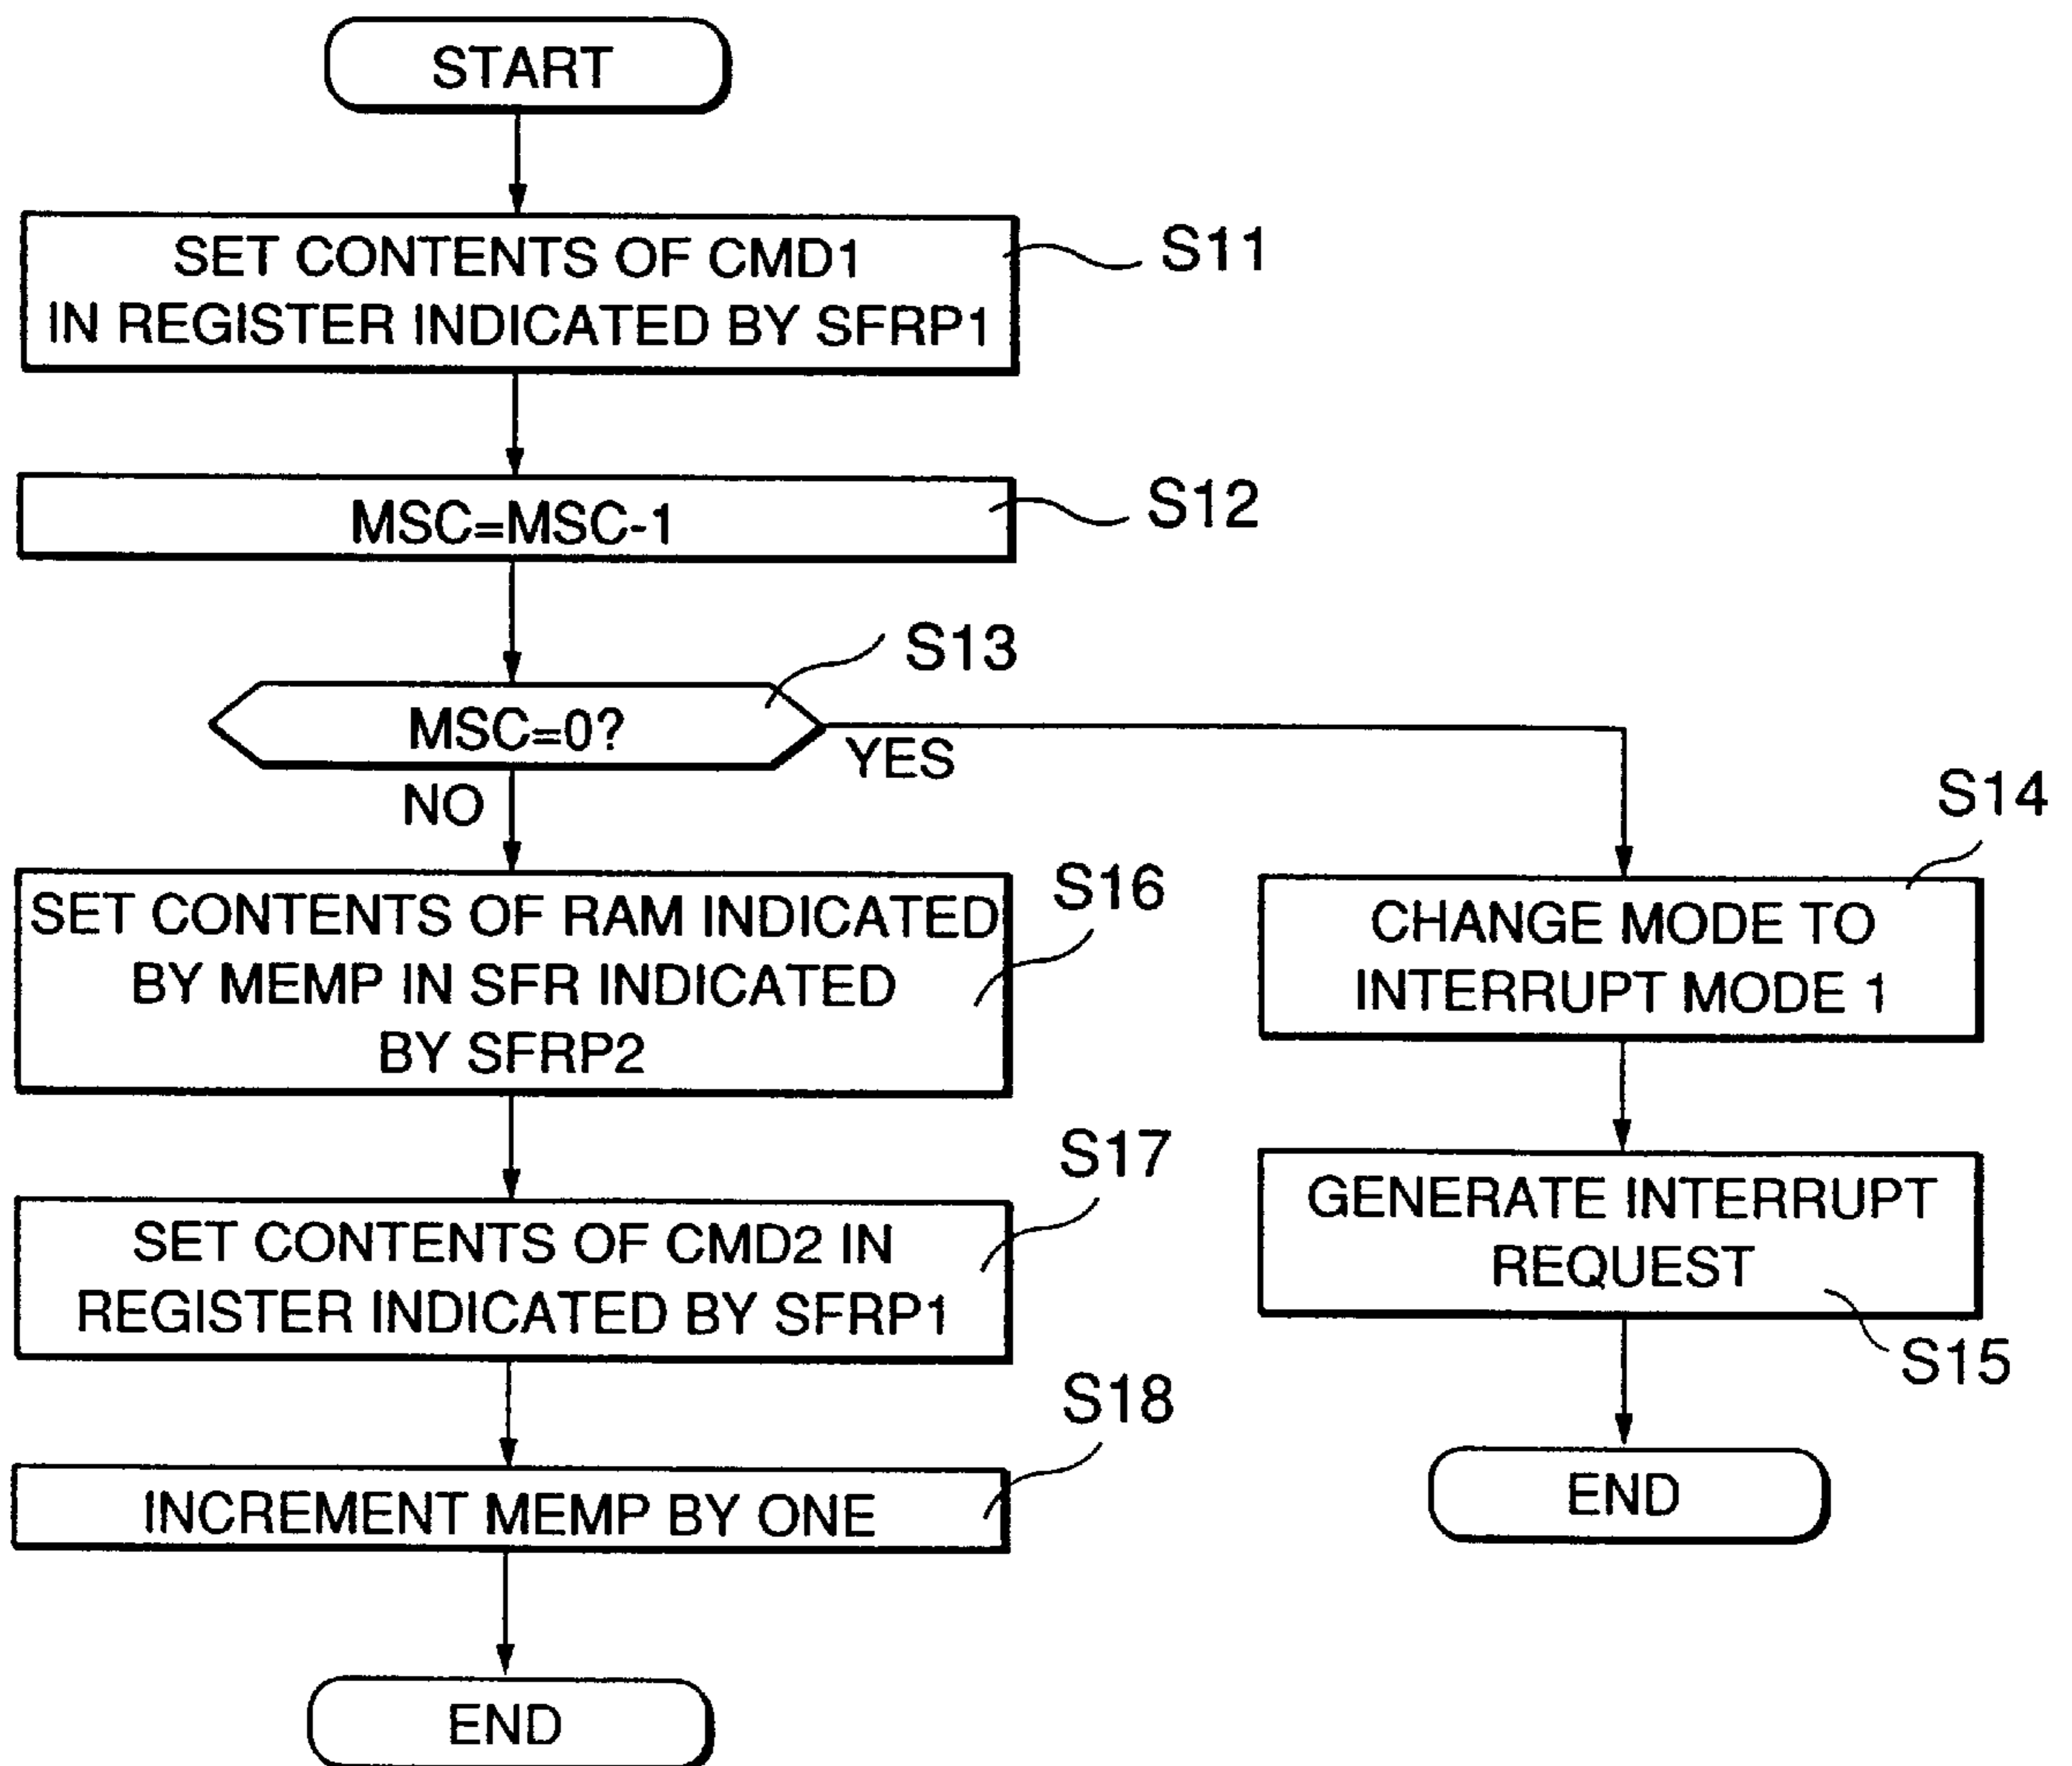 START
SET CONTENTS OF CMD1
IN REGISTER INDICATED BY SFRP1
S11
MSC=MSC-1
S12
S13
MSC=0?
YES
NO
SET CONTENTS OF RAM INDICATED
BY MEMP IN SFR INDICATED
BY SFRP2
S16
S14
CHANGE MODE TO
INTERRUPT MODE 1
SET CONTENTS OF CMD2 IN
REGISTER INDICATED BY SFRP1
S17
GENERATE INTERRUPT
REQUEST
S15
S18
INCREMENT MEMP BY ONE
END
END